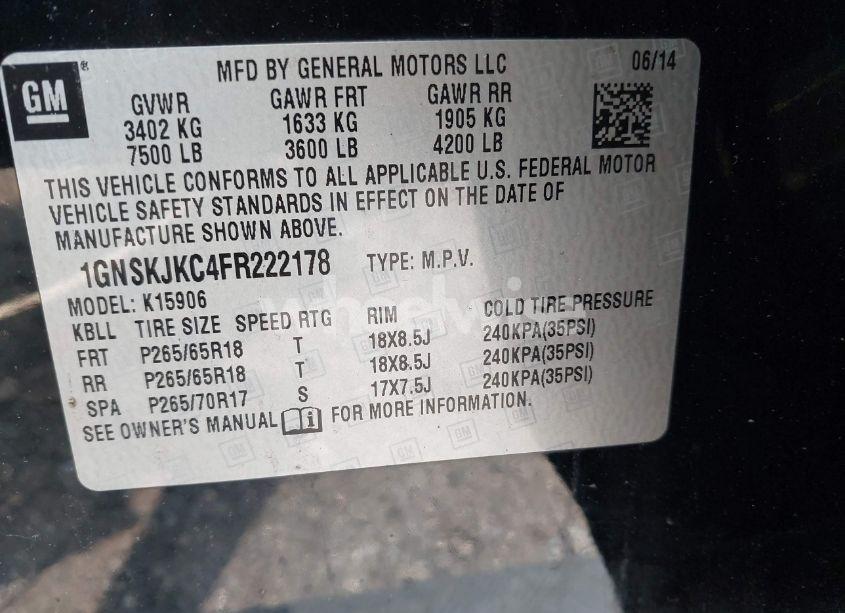 GM
MFD BY GENERAL MOTORS LLC 06/14
GVWR GAWR FRT GAWR RR
3402 KG 1633 KG 1905 KG
7500 LB 3600 LB 4200 LB
THIS VEHICLE CONFORMS TO ALL APPLICABLE U.S. FEDERAL MOTOR
VEHICLE SAFETY STANDARDS IN EFFECT ON THE DATE OF
MANUFACTURE SHOWN ABOVE.
1GNSKJKC4FR222178 TYPE: M.P.V.
MODEL: K15906
KBLL TIRE SIZE SPEED RTG RIM COLD TIRE PRESSURE
FRT P265/65R18 T 18X8.5J 240KPA(35PSI)
RR P265/65R18 T 18X8.5J 240KPA(35PSI)
SPA P265/70R17 S 17X7.5J 240KPA(35PSI)
SEE OWNER'S MANUAL i FOR MORE INFORMATION.